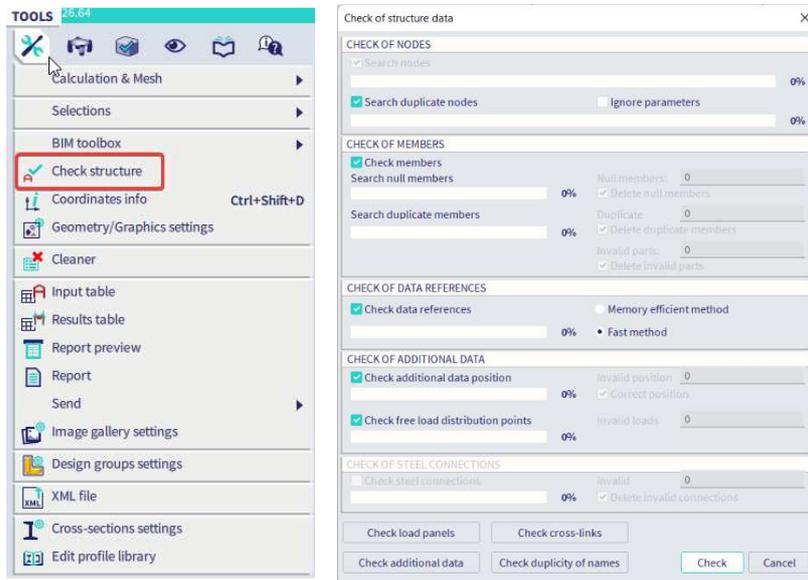 TOOLS 26.64
Calculation & Mesh
Selections
BIM toolbox
Check structure
Coordinates info Ctrl+Shift+D
Geometry/Graphics settings
Cleaner
Input table
Results table
Report preview
Report
Send
Image gallery settings
Design groups settings
XML file
Cross-sections settings
Edit profile library
Check of structure data
CHECK OF NODES
Search nodes
0%
Search duplicate nodes Ignore parameters
0%
CHECK OF MEMBERS
Check members
Search null members Null members: 0
0% Delete null members
Search duplicate members Duplicate 0
0% Delete duplicate members
Invalid parts: 0
Delete invalid parts
CHECK OF DATA REFERENCES
Check data references Memory efficient method
0% Fast method
CHECK OF ADDITIONAL DATA
Check additional data position Invalid position 0
0% Correct position
Check free load distribution points Invalid loads 0
0%
CHECK OF STEEL CONNECTIONS
Check steel connections Invalid 0
0% Delete invalid connections
Check load panels Check cross-links
Check additional data Check duplicity of names Check Cancel